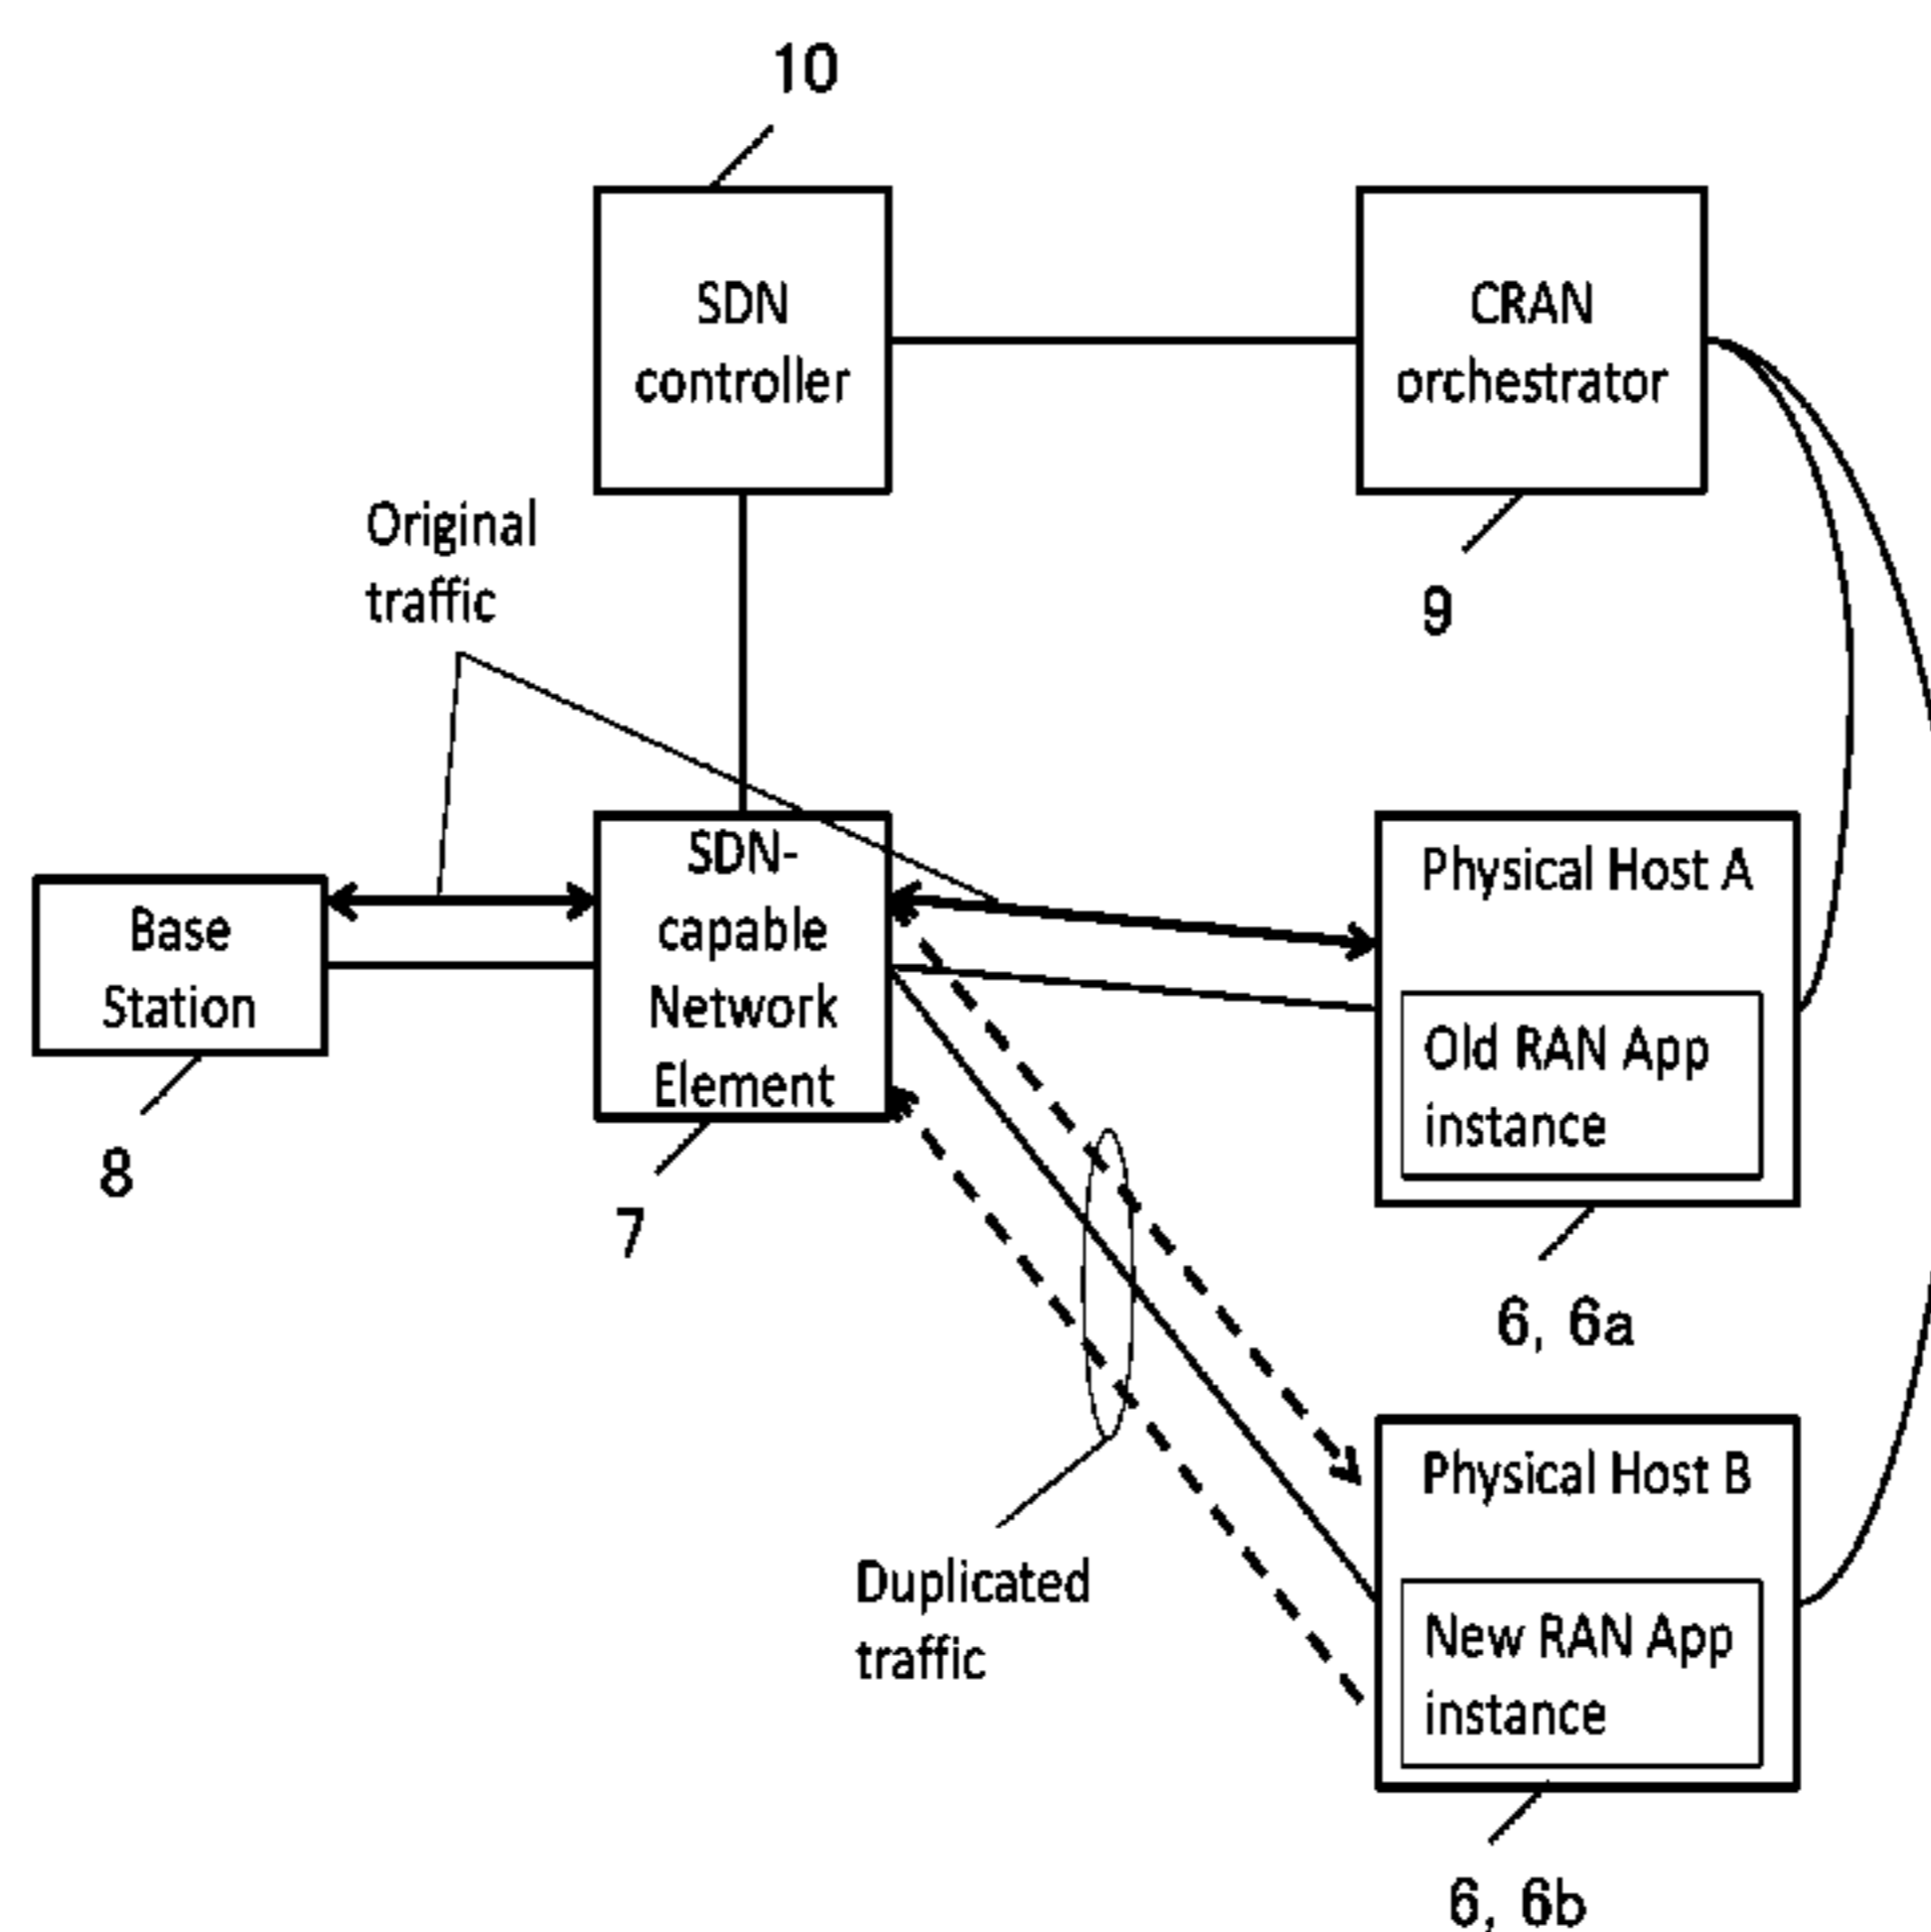 10
SDN
controller
CRAN
orchestrator
Original
traffic
9
SDN-
capable
Network
Element
Base
Station
Physical Host A
Old RAN App
instance
8
7
6, 6a
Physical Host B
Duplicated
traffic
New RAN App
instance
6, 6b